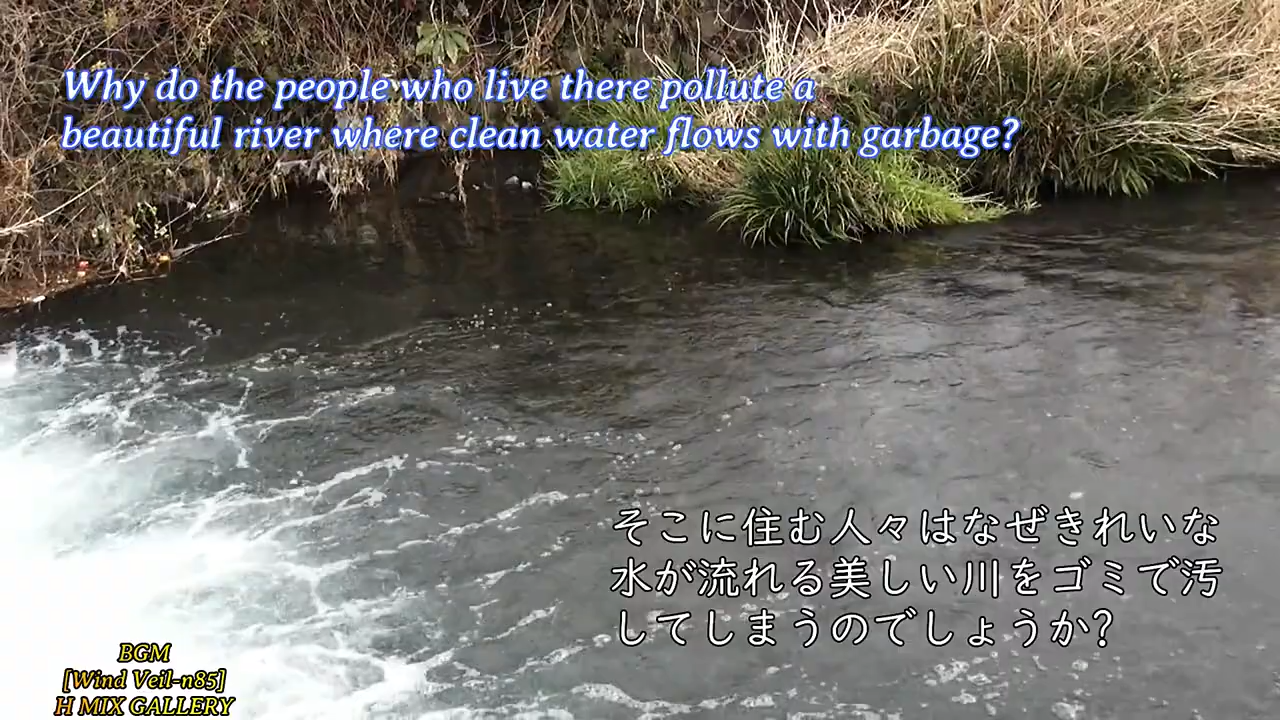 Why do the people who live there pollute a
beautiful river where clean water flows with garbage?
そこに住む人々はなぜきれいな
水が流れる美しい川をゴミで汚
してしまうのでしょうか?
BGM
[Wind Veil-n85]
H MIX GALLERY